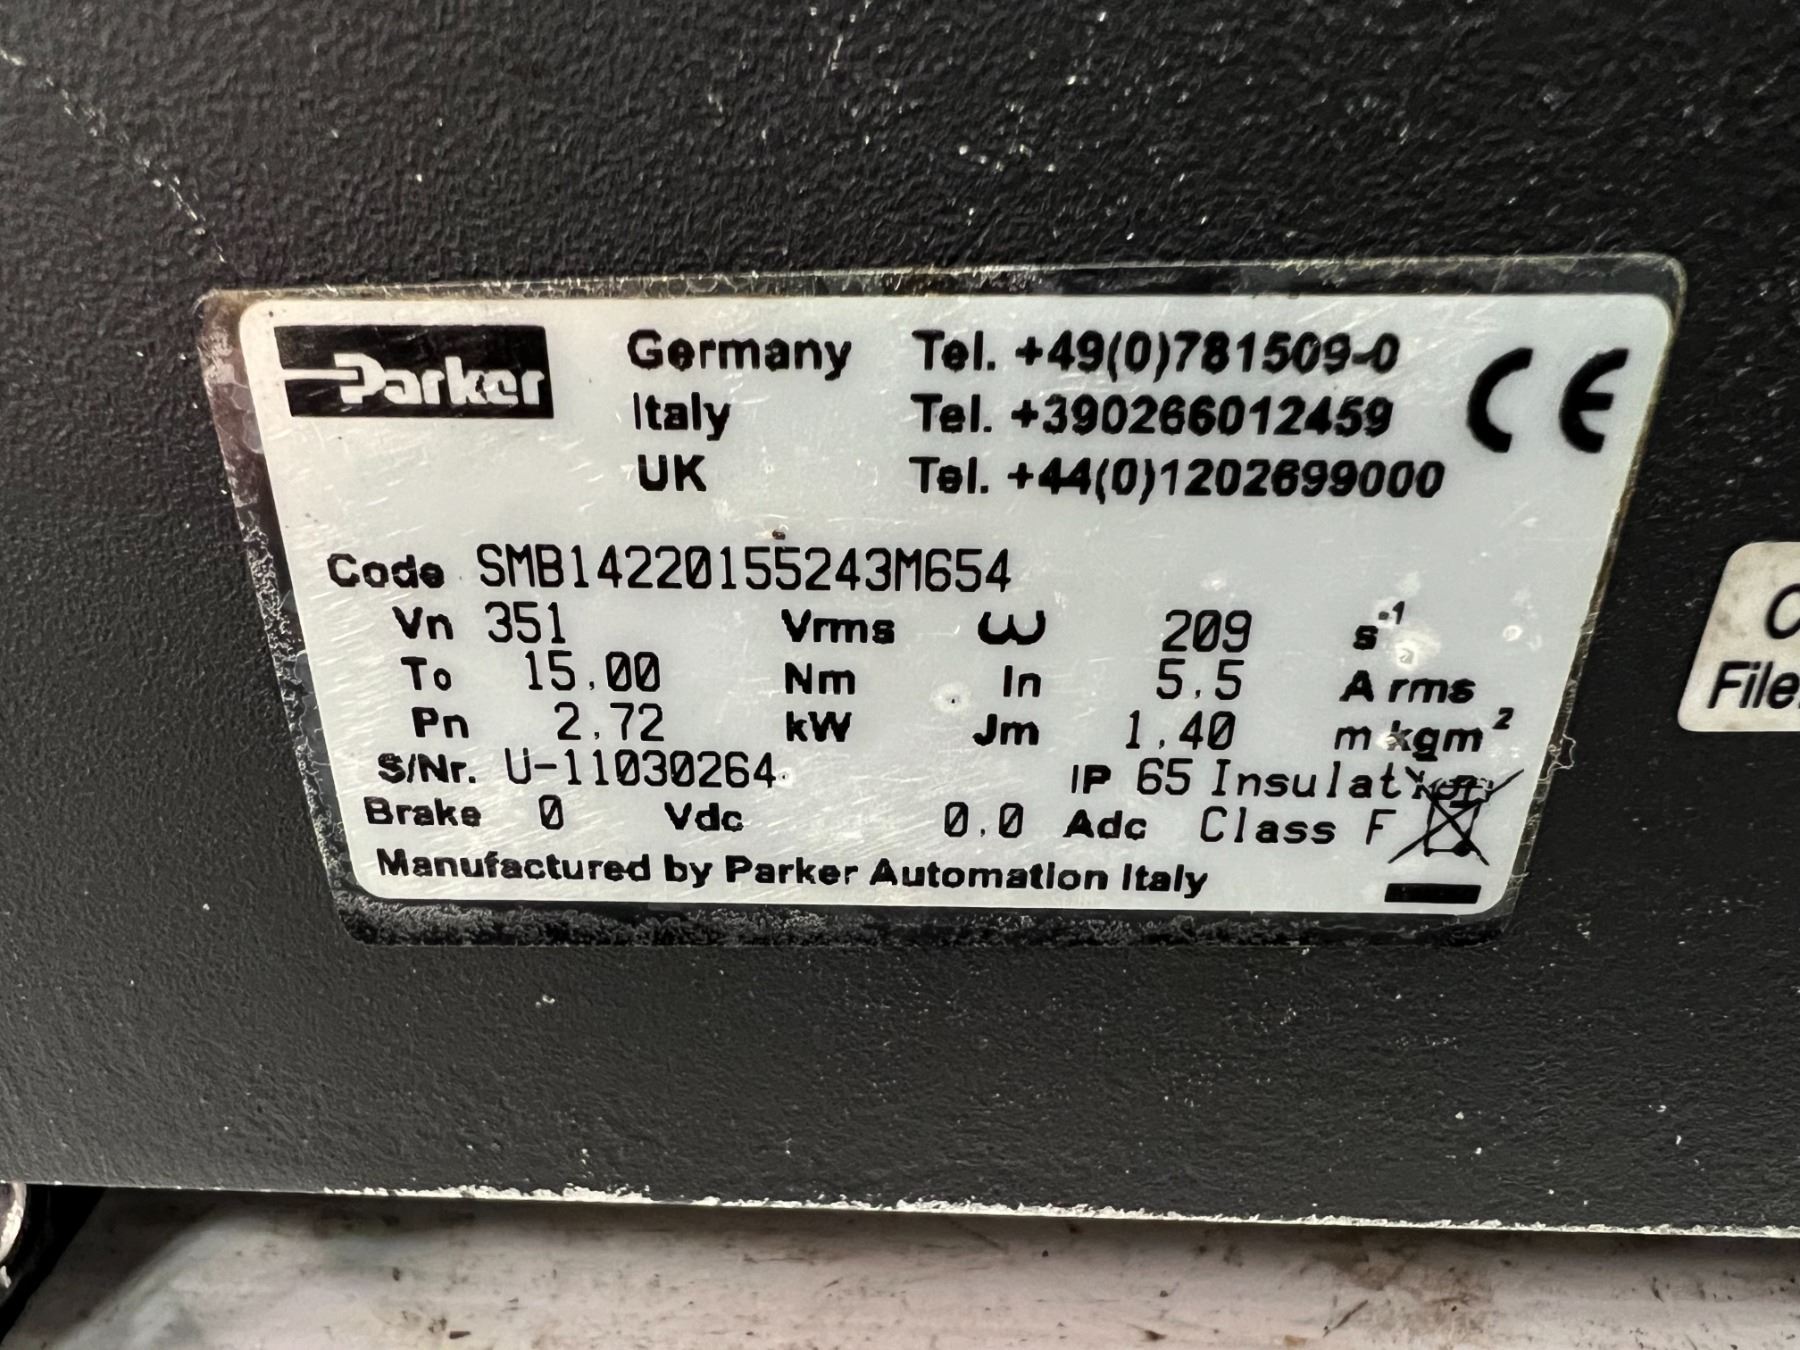 Parker
Germany Tel. +49(0)781509-0
Italy Tel. +390266012459
UK Tel. +44(0)1202699000
CE
Code SMB14220155243M654
Vn 351 Vrms ω 209 s⁻¹
To 15.00 Nm In 5.5 A rms
Pn 2.72 kW Jm 1.40 m kgm²
S/Nr. U-11030264 IP 65 Insulation
Brake 0 Vdc 0.0 Adc Class F
Manufactured by Parker Automation Italy
File